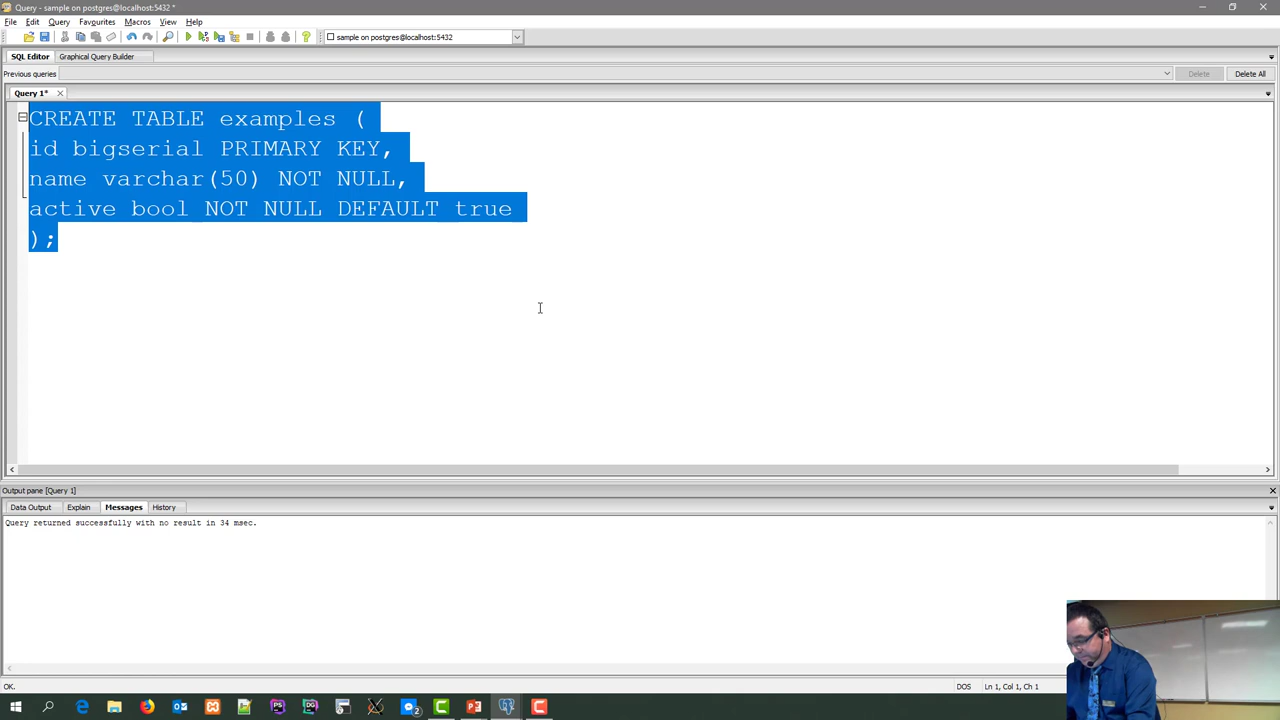 Query - sample on postgres@localhost:5432 *
File Edit Query Favourites Macros View Help
sample on postgres@localhost:5432
SQL Editor Graphical Query Builder
Previous queries Delete Delete All
Query 1*
CREATE TABLE examples (
id bigserial PRIMARY KEY,
name varchar(50) NOT NULL,
active bool NOT NULL DEFAULT true
);
Output pane [Query 1]
Data Output Explain Messages History
Query returned successfully with no result in 34 msec.
OK. DOS Ln 1, Col 1, Ch 1